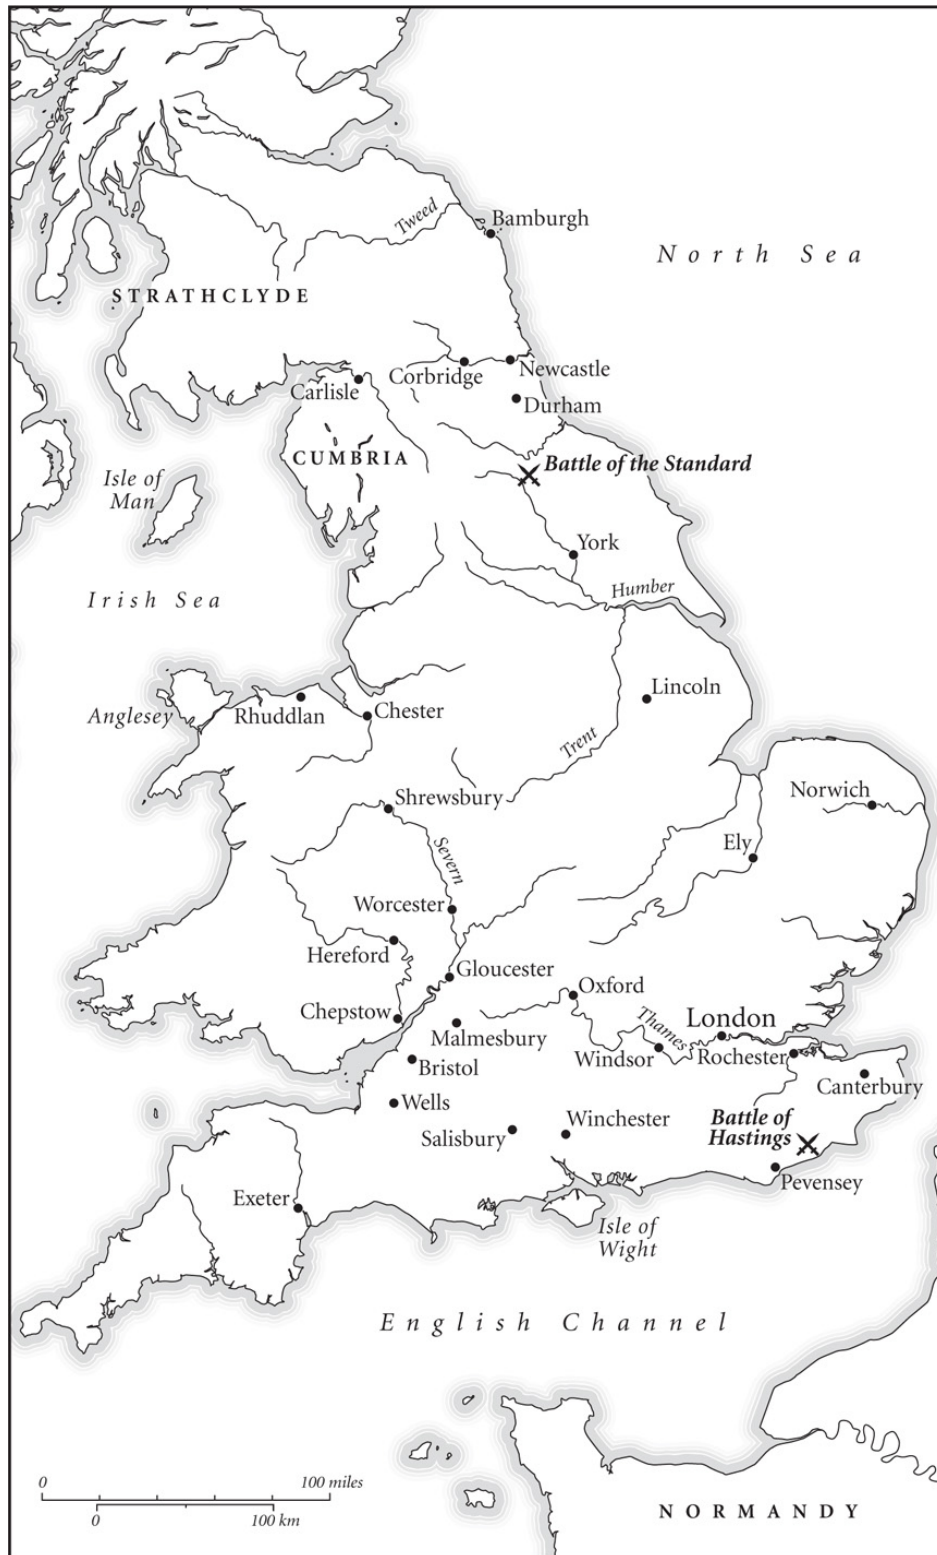 Tweed
Bamburgh
North Sea
STRATHCLYDE
Corbridge
Newcastle
Carlisle
Durham
CUMBRIA
Battle of the Standard
Isle of
Man
York
Humber
Irish Sea
Lincoln
Anglesey
Rhuddlan
Chester
Trent
Shrewsbury
Norwich
Severn
Ely
Worcester
Hereford
Gloucester
Oxford
Chepstow
Malmesbury
Thames
London
Windsor
Rochester
Bristol
Canterbury
Wells
Salisbury
Winchester
Battle of
Hastings
Pevensey
Exeter
Isle of
Wight
English Channel
0 100 miles
0 100 km
NORMANDY